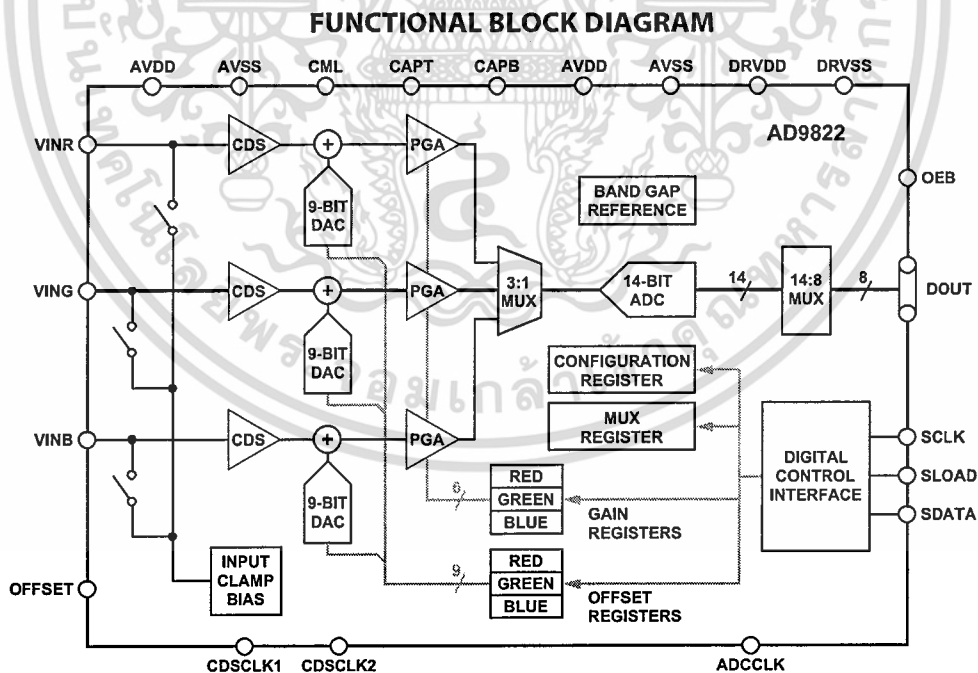 FUNCTIONAL BLOCK DIAGRAM
AVDD AVSS CML CAPT CAPB AVDD AVSS DRVDD DRVSS
AD9822
VINR
CDS
+
PGA
9-BIT
DAC
BAND GAP
REFERENCE
OEB
VING
CDS
+
PGA
3:1
MUX
14-BIT
ADC
14
14:8
MUX
8
DOUT
9-BIT
DAC
CONFIGURATION
REGISTER
MUX
REGISTER
VINB
CDS
+
PGA
9-BIT
DAC
DIGITAL
CONTROL
INTERFACE
SCLK
SLOAD
SDATA
6
RED
GREEN
BLUE
GAIN
REGISTERS
9
RED
GREEN
BLUE
OFFSET
REGISTERS
INPUT
CLAMP
BIAS
OFFSET
CDSCLK1 CDSCLK2 ADCCLK